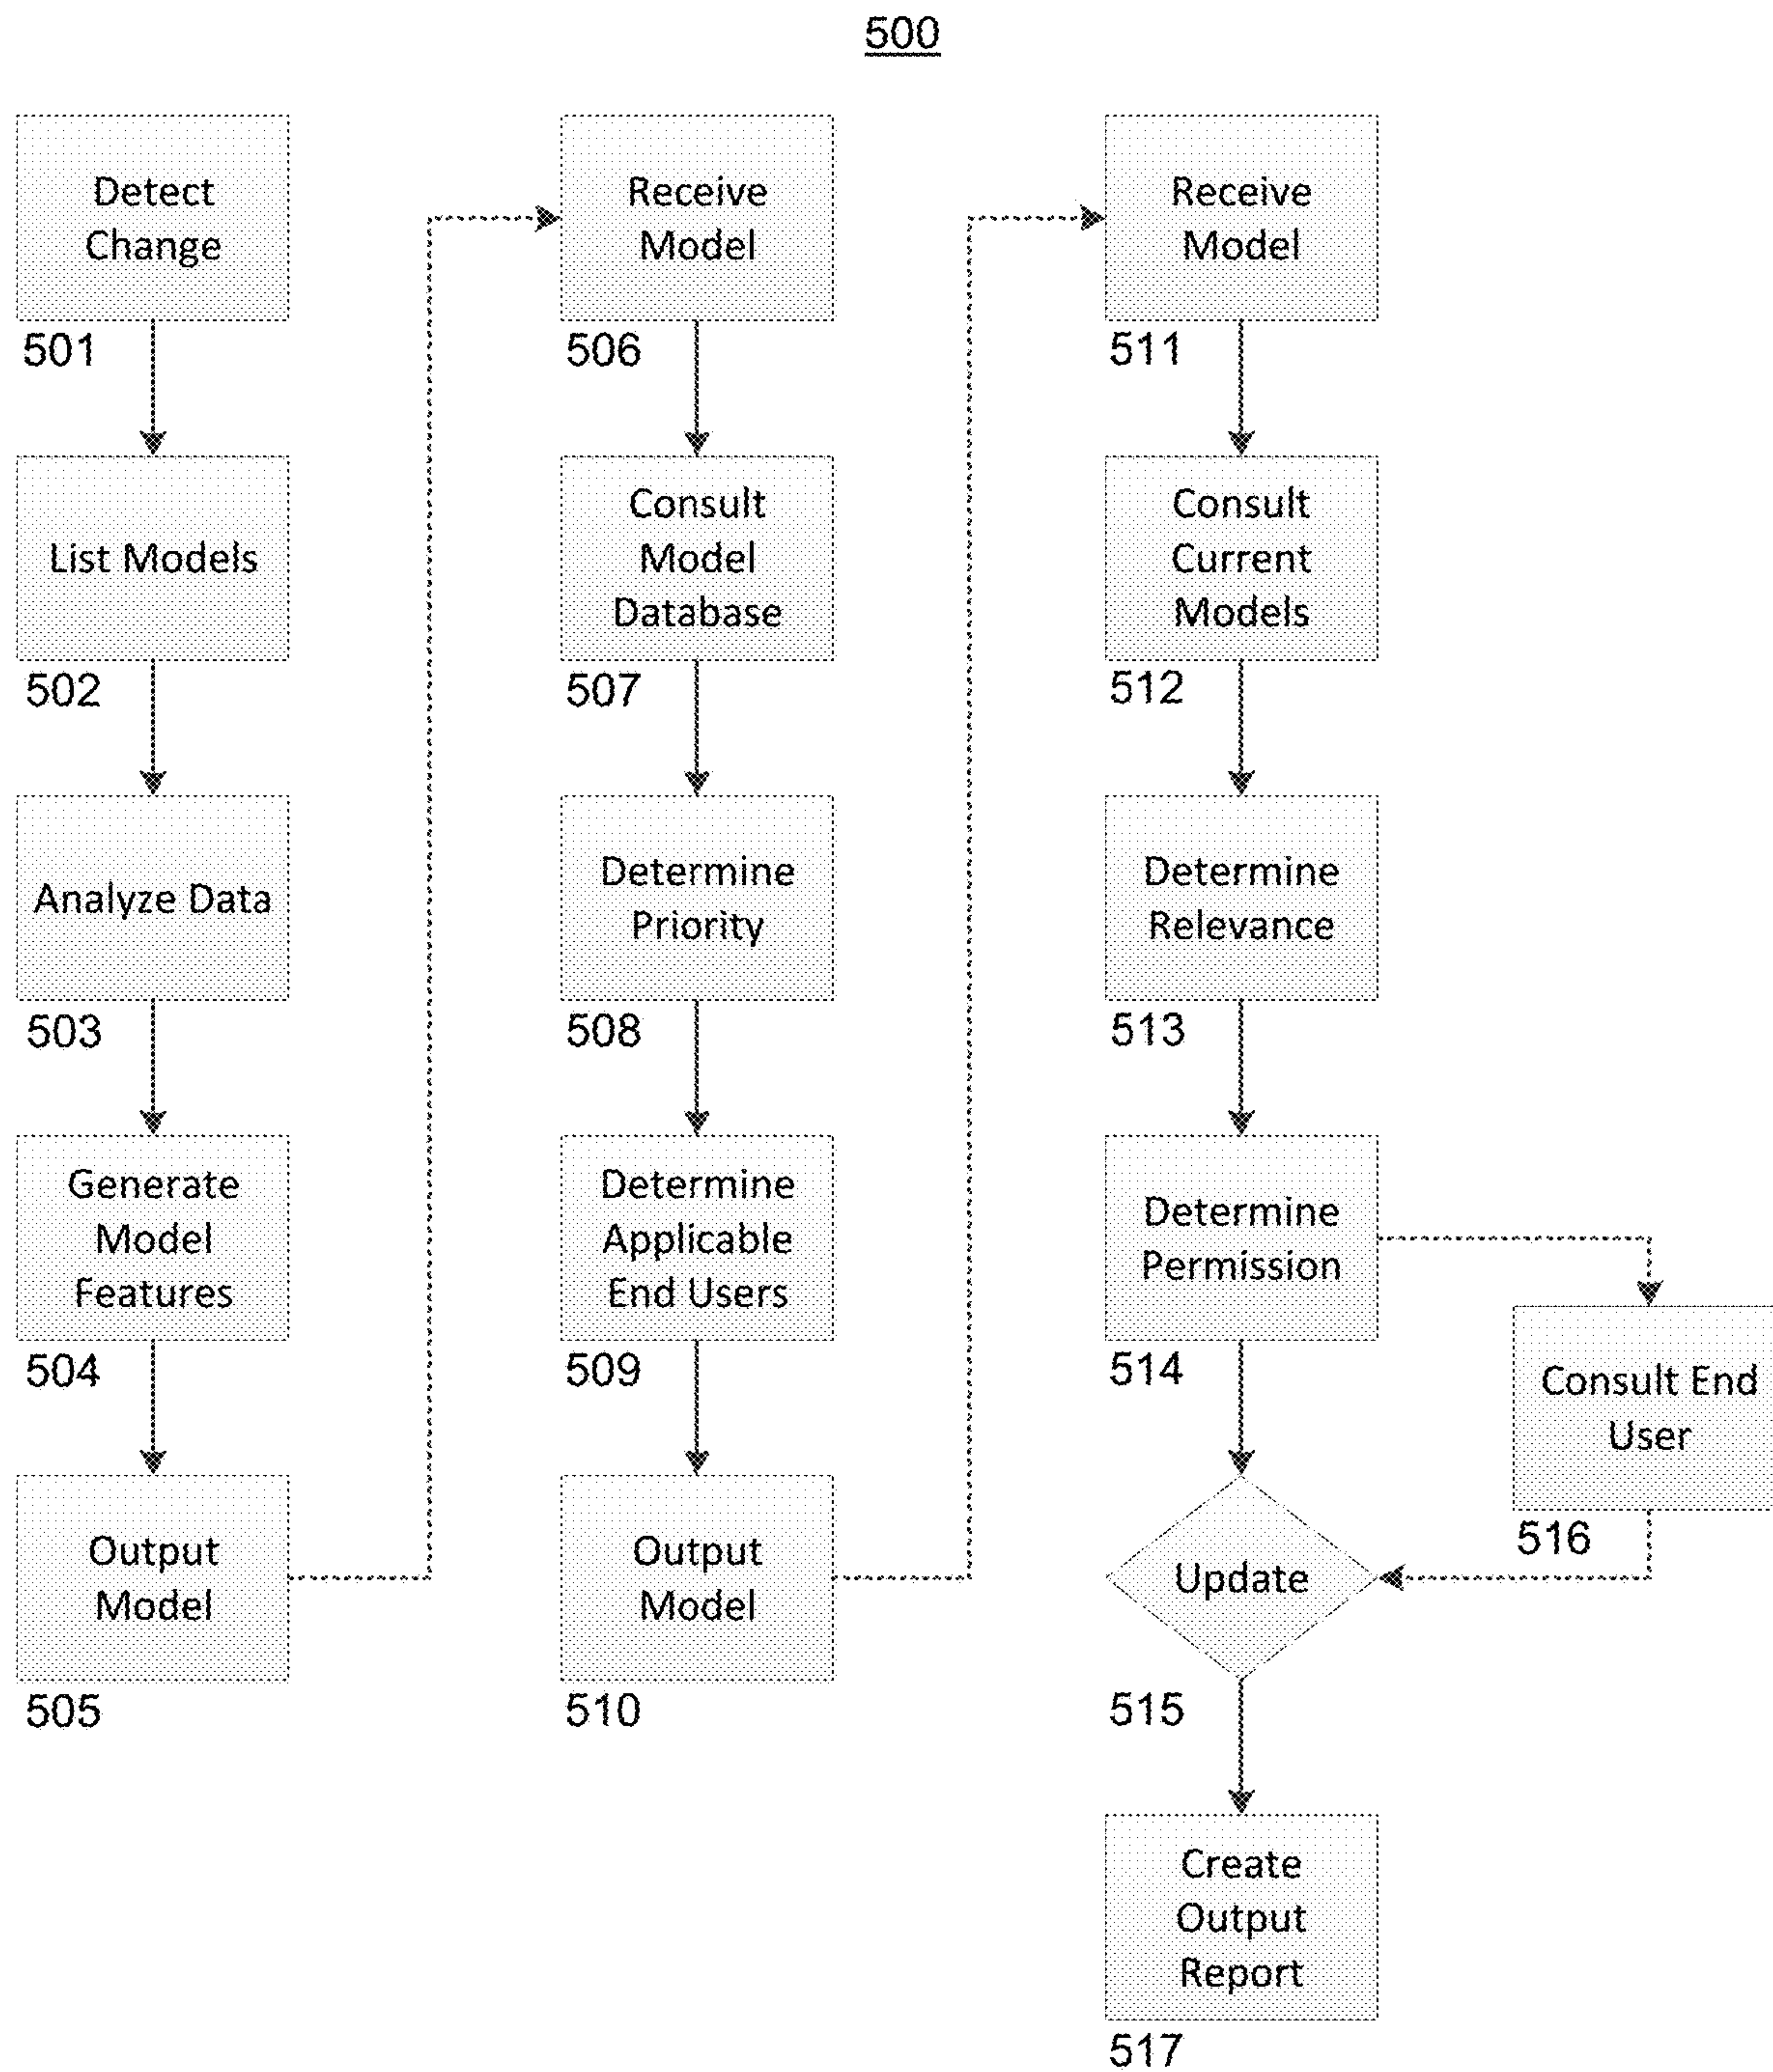 500
Detect
Change
501
List Models
502
Analyze Data
503
Generate
Model
Features
504
Output
Model
505
Receive
Model
506
Consult
Model
Database
507
Determine
Priority
508
Determine
Applicable
End Users
509
Output
Model
510
Receive
Model
511
Consult
Current
Models
512
Determine
Relevance
513
Determine
Permission
514
Consult End
User
516
Update
515
Create
Output
Report
517